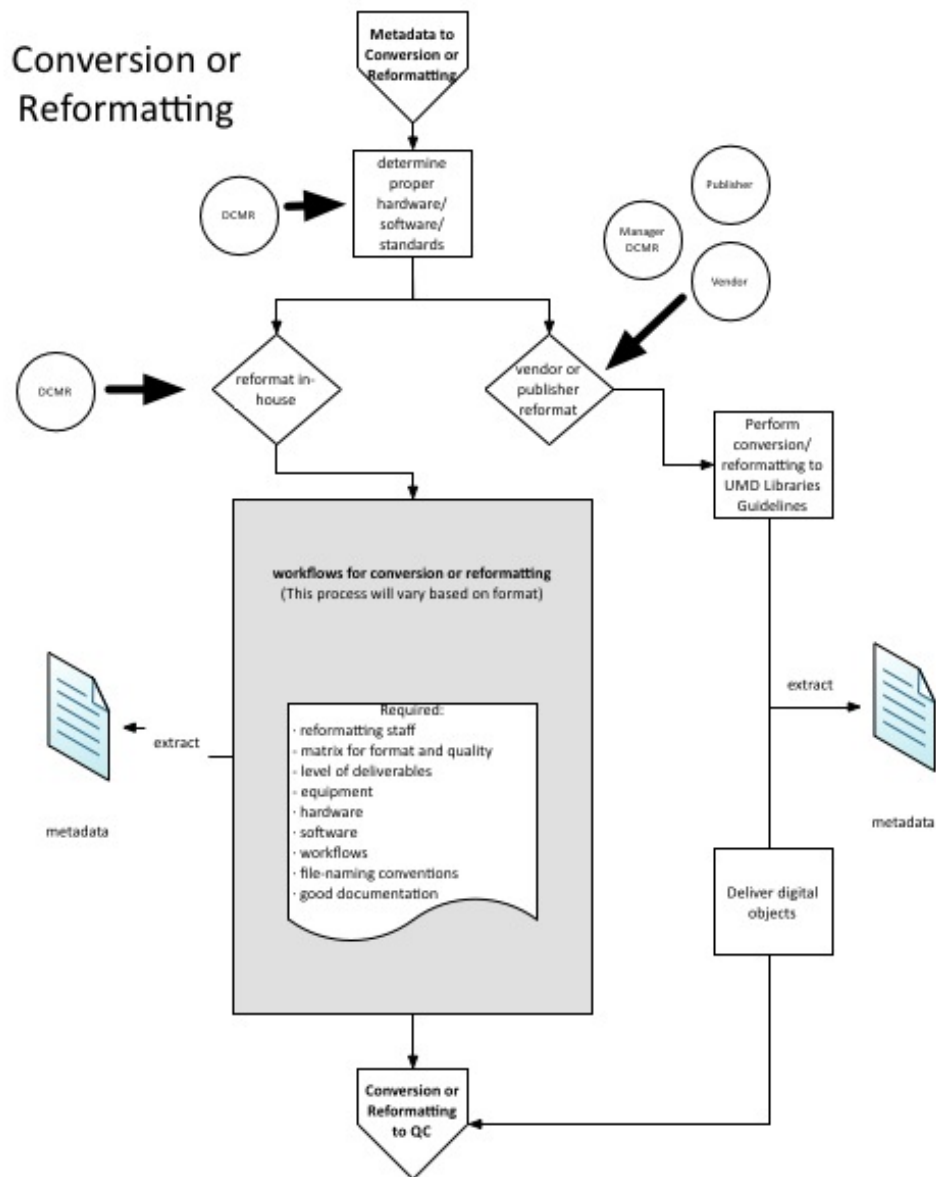 Conversion or
Reformatting
Metadata to
Conversion or
Reformatting
determine
proper
hardware/
software/
standards
DCMR
Publisher
Manager
DCMR
Vendor
DCMR
reformat in-
house
vendor or
publisher
reformat
Perform
conversion/
reformatting to
UMD Libraries
Guidelines
workflows for conversion or reformatting
(This process will vary based on format)
extract
metadata
Required:
· reformatting staff
- matrix for format and quality
- level of deliverables
- equipment
· hardware
· software
· workflows
· file-naming conventions
· good documentation
extract
metadata
Deliver digital
objects
Conversion or
Reformatting
to QC